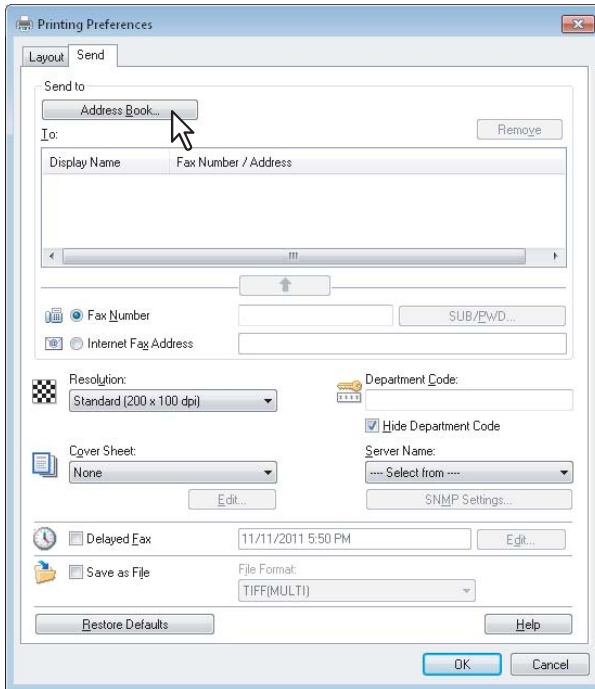 Printing Preferences
Layout Send
Send to
Address Book...
To:
Remove
Display Name Fax Number / Address
Fax Number
SUB/PWD...
Internet Fax Address
Resolution:
Standard (200 x 100 dpi)
Department Code:
Hide Department Code
Cover Sheet:
None
Edit...
Server Name:
---- Select from ----
SNMP Settings...
Delayed Fax
11/11/2011 5:50 PM
Edit...
Save as File
File Format:
TIFF(MULTI)
Restore Defaults
Help
OK
Cancel